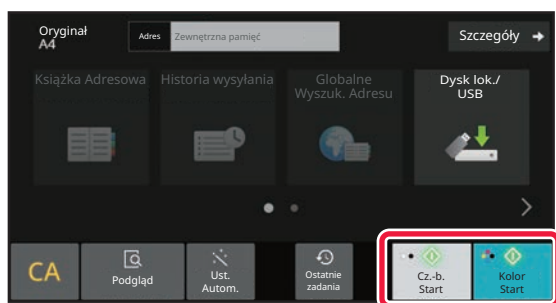 Oryginał
A4
Adres
Zewnętrzna pamięć
Szczegóły
Książka Adresowa
Historia wysyłania
Globalne
Wyszuk. Adresu
Dysk lok./
USB
CA
Podgląd
Ust.
Autom.
Ostatnie
zadania
Cz.-b.
Start
Kolor
Start